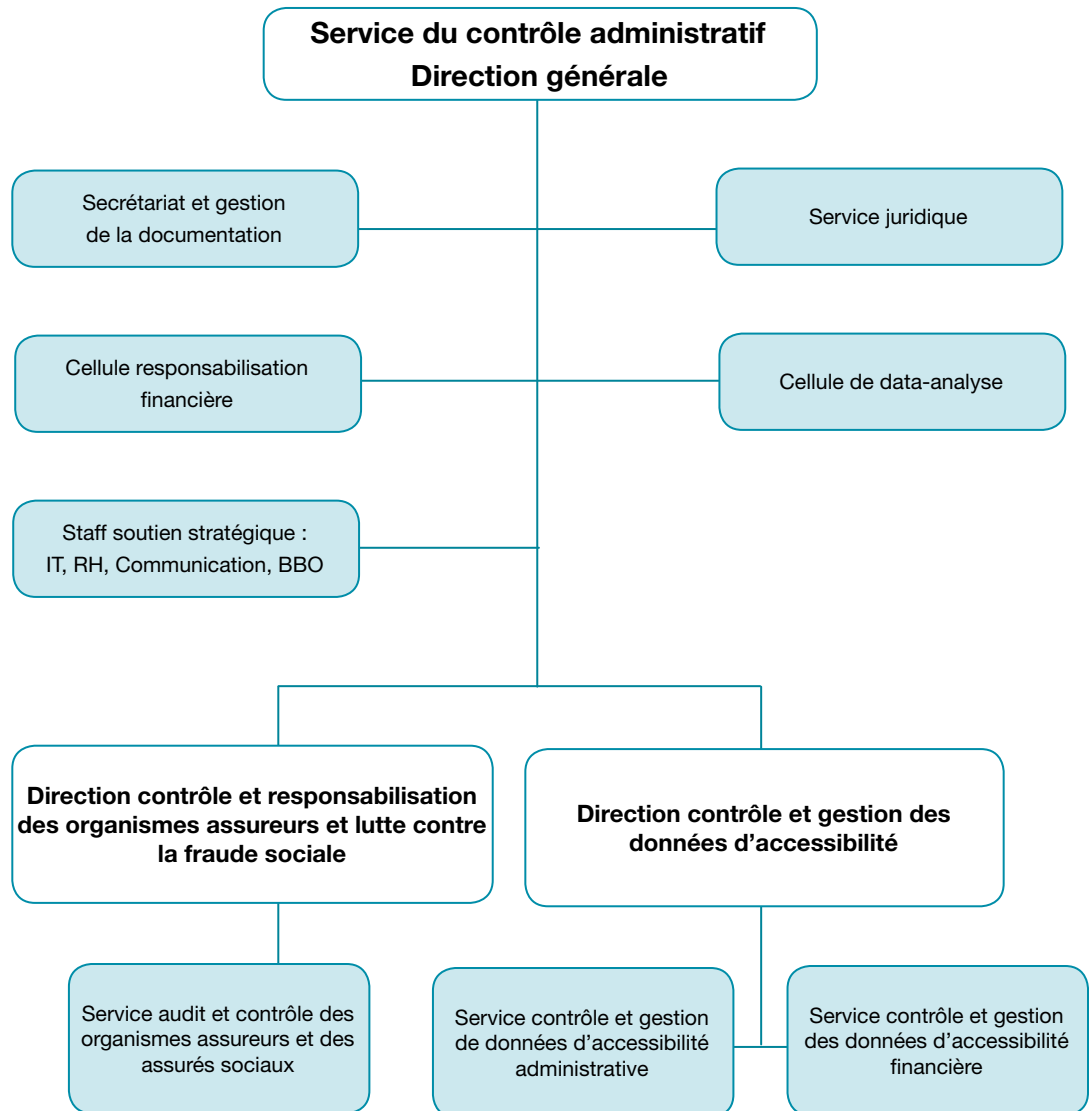 Service du contrôle administratif
Direction générale
Secrétariat et gestion
de la documentation
Service juridique
Cellule responsabilisation
financière
Cellule de data-analyse
Staff soutien stratégique :
IT, RH, Communication, BBO
Direction contrôle et responsabilisation
des organismes assureurs et lutte contre
la fraude sociale
Direction contrôle et gestion des
données d’accessibilité
Service audit et contrôle des
organismes assureurs et des
assurés sociaux
Service contrôle et gestion
de données d’accessibilité
administrative
Service contrôle et gestion
des données d’accessibilité
financière